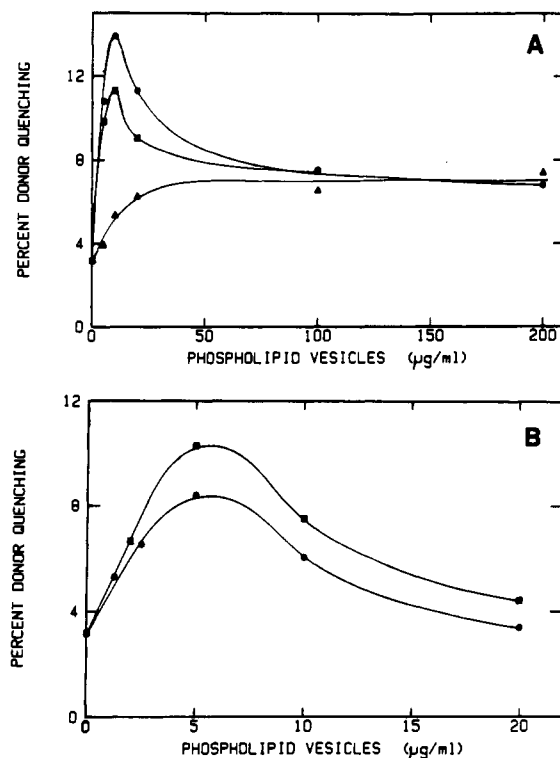 A
12
8
4
0
PERCENT DONOR QUENCHING
0 50 100 150 200
PHOSPHOLIPID VESICLES (µg/ml)
B
12
8
4
0
PERCENT DONOR QUENCHING
0 5 10 15 20
PHOSPHOLIPID VESICLES (µg/ml)